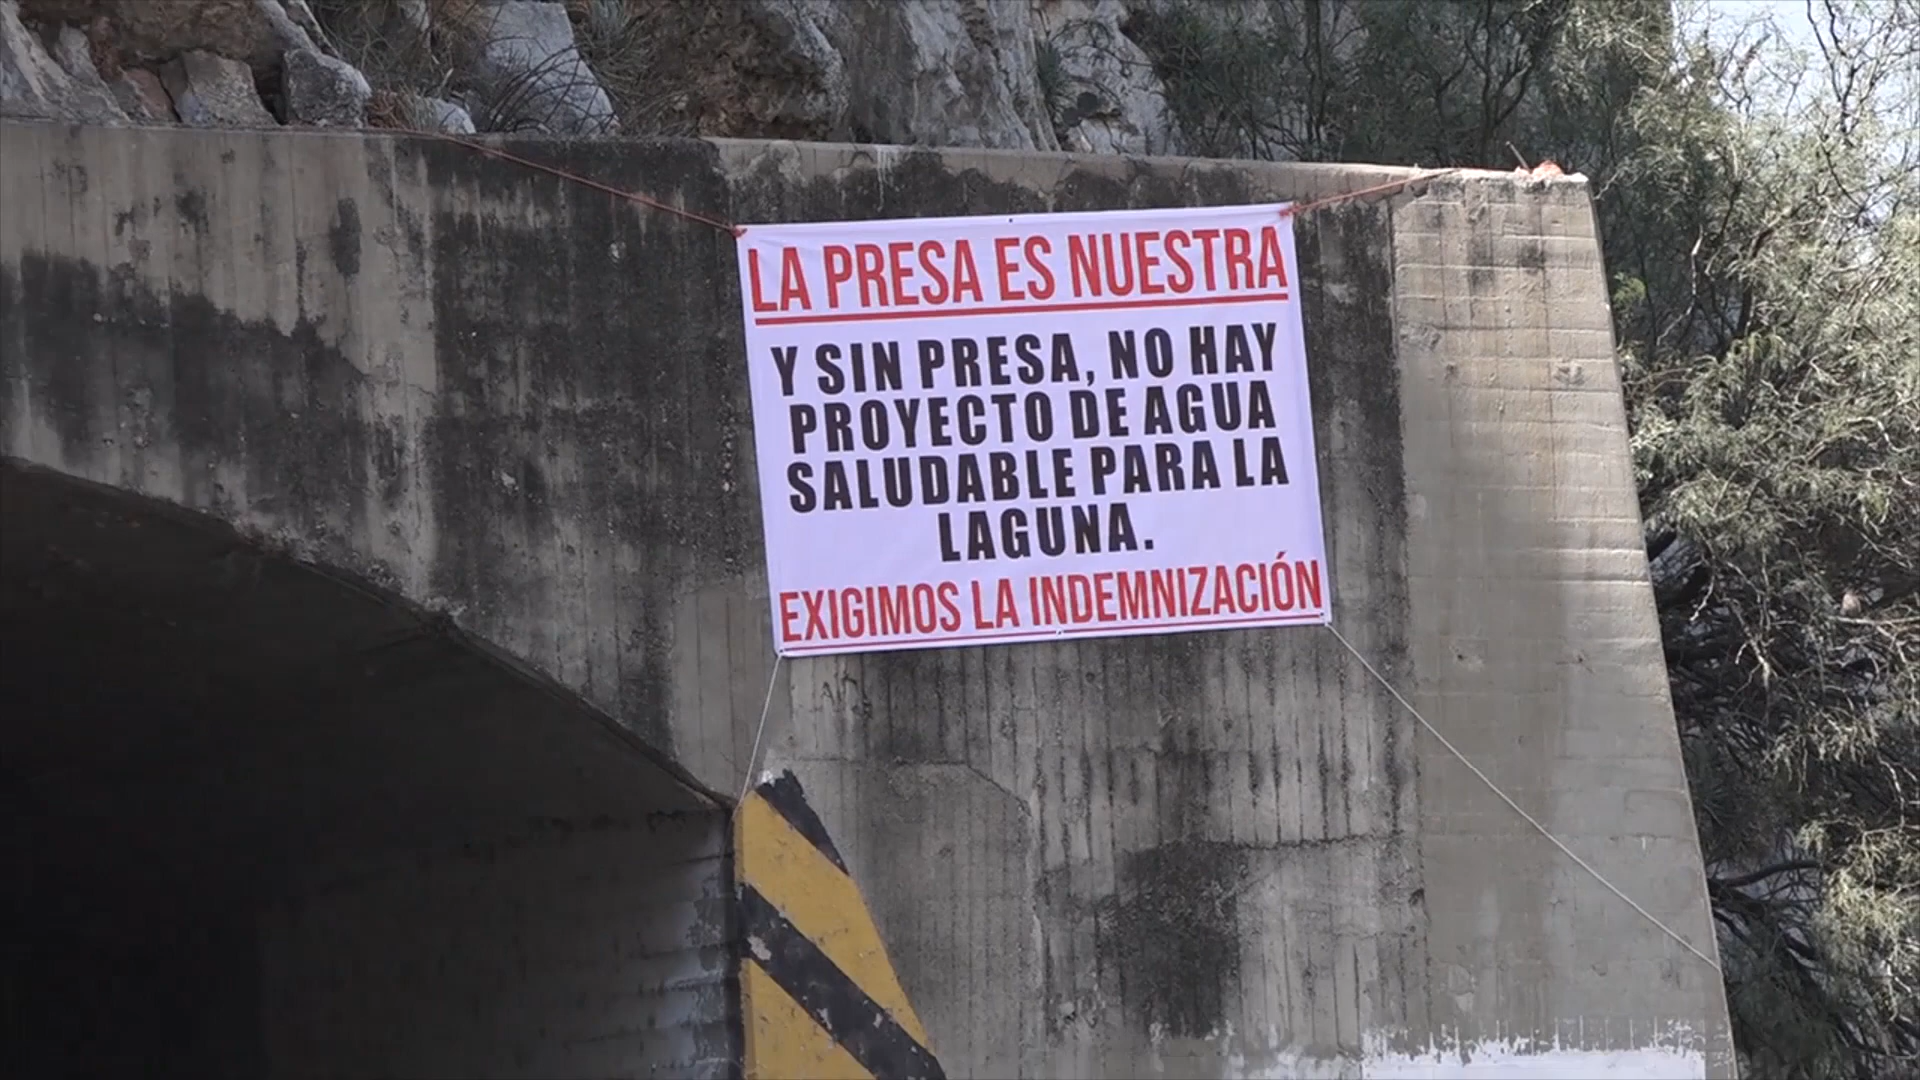 LA PRESA ES NUESTRA
Y SIN PRESA, NO HAY
PROYECTO DE AGUA
SALUDABLE PARA LA
LAGUNA.
EXIGIMOS LA INDEMNIZACIÓN